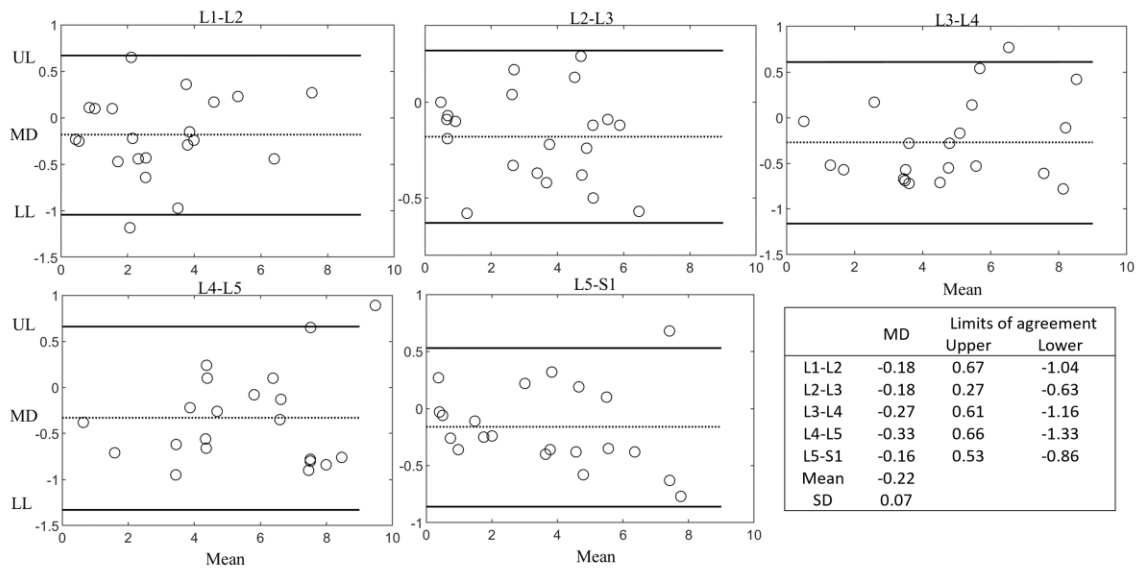 L1-L2
UL
MD
LL
1
0.5
0
-0.5
-1
-1.5
0
2
4
6
8
10
L2-L3
0
-0.5
0
2
4
6
8
10
L3-L4
1
0.5
0
-0.5
-1
-1.5
0
2
4
6
8
10
Mean
L4-L5
UL
MD
LL
1
0.5
0
-0.5
-1
-1.5
0
2
4
6
8
10
Mean
L5-S1
1
0.5
0
-0.5
-1
0
2
4
6
8
10
Mean
MD Limits of agreement
Upper Lower
L1-L2 -0.18 0.67 -1.04
L2-L3 -0.18 0.27 -0.63
L3-L4 -0.27 0.61 -1.16
L4-L5 -0.33 0.66 -1.33
L5-S1 -0.16 0.53 -0.86
Mean -0.22
SD 0.07